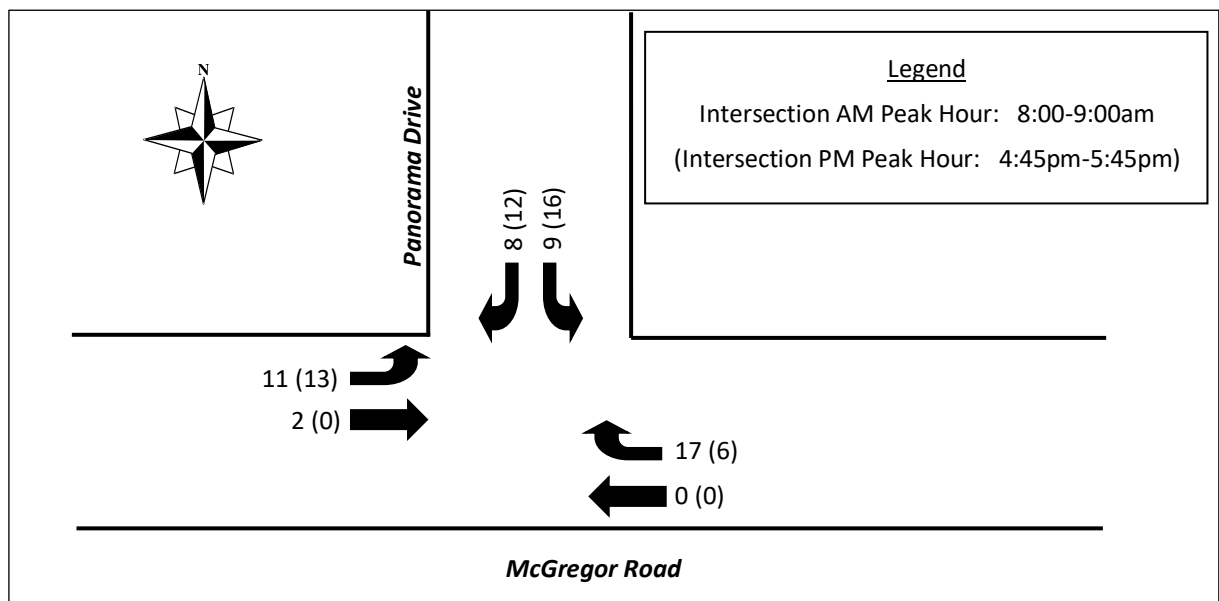 N
Legend
Intersection AM Peak Hour: 8:00-9:00am
(Intersection PM Peak Hour: 4:45pm-5:45pm)
Panorama Drive
8 (12)
9 (16)
11 (13)
2 (0)
17 (6)
0 (0)
McGregor Road